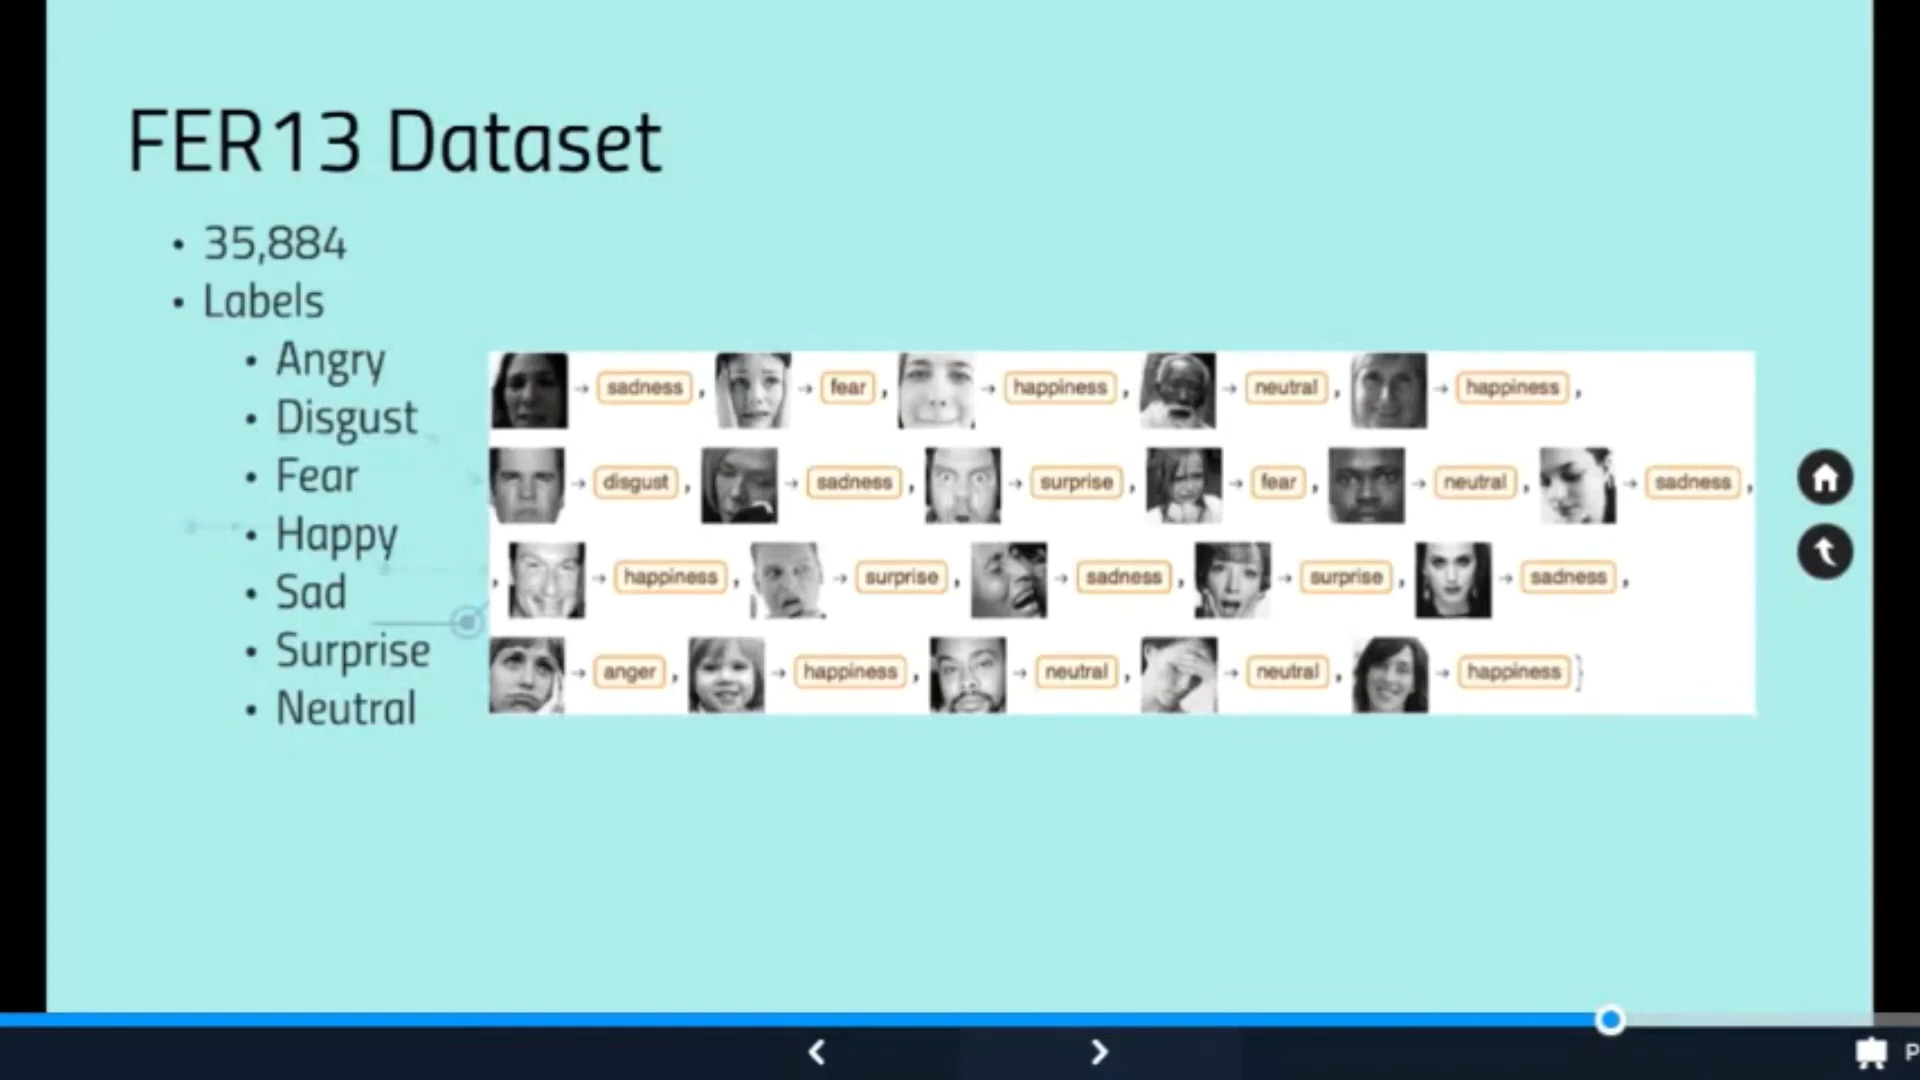 FER13 Dataset
• 35,884
• Labels
• Angry
• Disgust
• Fear
• Happy
• Sad
• Surprise
• Neutral
→ sadness , → fear , → happiness , → neutral , → happiness ,
→ disgust , → sadness , → surprise , → fear , → neutral , → sadness ,
, → happiness , → surprise , → sadness , → surprise , → sadness ,
→ anger , → happiness , → neutral , → neutral , → happiness }
P